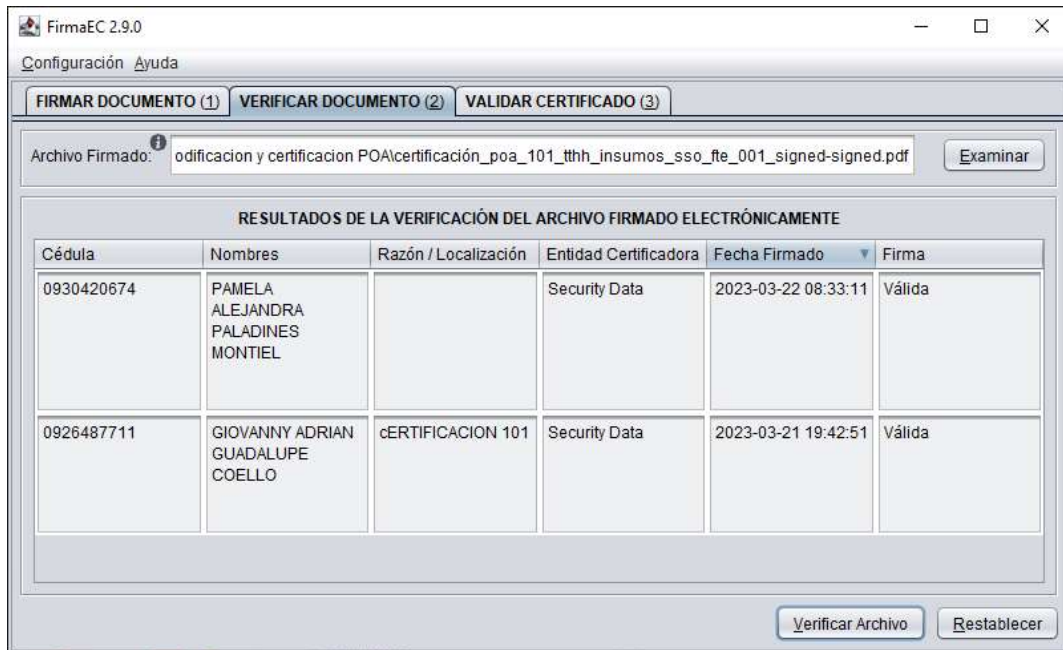 FirmaEC 2.9.0
Configuración Ayuda
FIRMAR DOCUMENTO (1) VERIFICAR DOCUMENTO (2) VALIDAR CERTIFICADO (3)
Archivo Firmado: odificacion y certificacion POA\certificación_poa_101_tthh_insumos_sso_fte_001_signed-signed.pdf Examinar
RESULTADOS DE LA VERIFICACIÓN DEL ARCHIVO FIRMADO ELECTRÓNICAMENTE
Cédula Nombres Razón / Localización Entidad Certificadora Fecha Firmado Firma
0930420674 PAMELA Security Data 2023-03-22 08:33:11 Válida
ALEJANDRA
PALADINES
MONTIEL
0926487711 GIOVANNY ADRIAN cERTIFICACION 101 Security Data 2023-03-21 19:42:51 Válida
GUADALUPE
COELLO
Verificar Archivo Restablecer